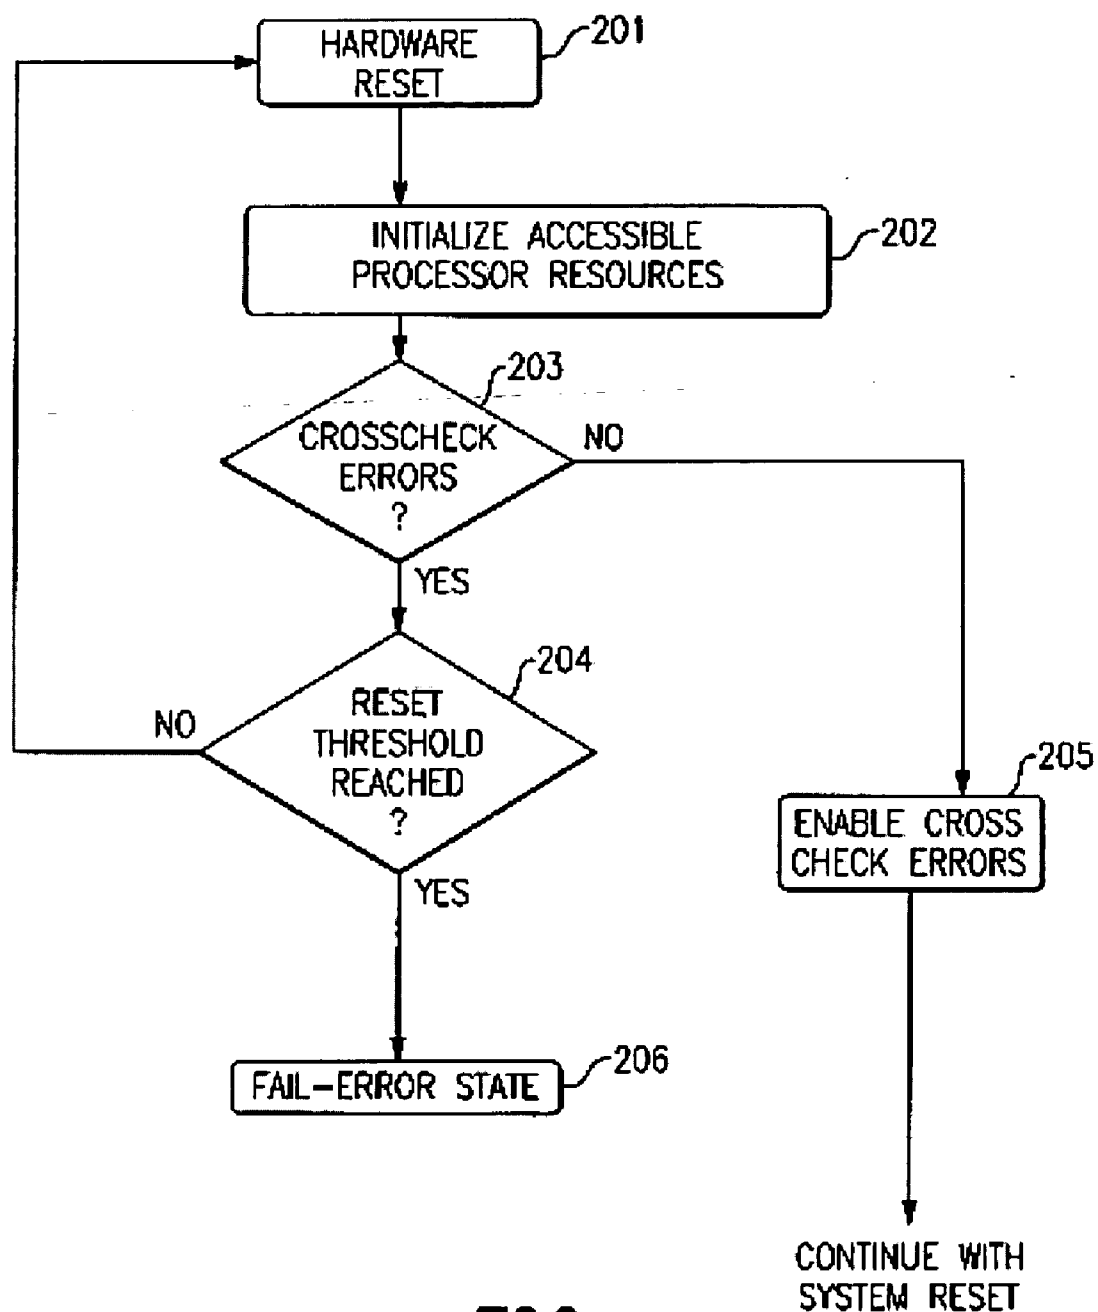 HARDWARE
RESET
201
INITIALIZE ACCESSIBLE
PROCESSOR RESOURCES
202
203
CROSSCHECK
ERRORS
?
NO
YES
204
RESET
THRESHOLD
REACHED
?
NO
YES
205
ENABLE CROSS
CHECK ERRORS
206
FAIL-ERROR STATE
CONTINUE WITH
SYSTEM RESET